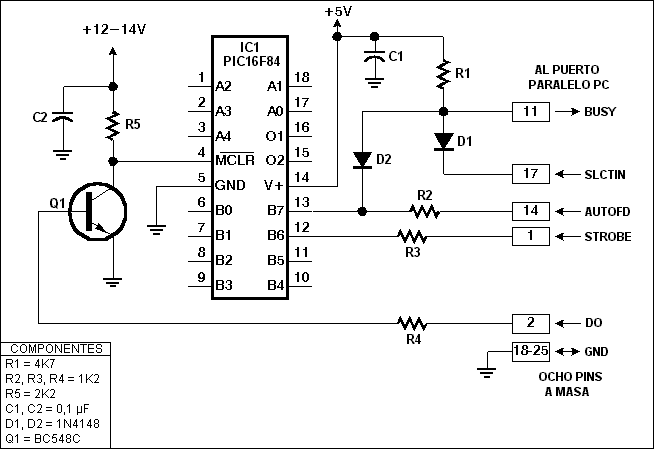 +12-14V
+5V
IC1
PIC16F84
C1
R1
AL PUERTO
PARALELO PC
1 A2 A1 18
2 A3 A0 17
3 A4 O1 16
4 MCLR O2 15
5 GND V+ 14
6 B0 B7 13
7 B1 B6 12
8 B2 B5 11
9 B3 B4 10
C2
R5
Q1
D2
D1
R2
R3
R4
11 BUSY
17 SLCTIN
14 AUTOFD
1 STROBE
2 DO
18-25 GND
OCHO PINS
A MASA
COMPONENTES
R1 = 4K7
R2, R3, R4 = 1K2
R5 = 2K2
C1, C2 = 0,1 µF
D1, D2 = 1N4148
Q1 = BC548C